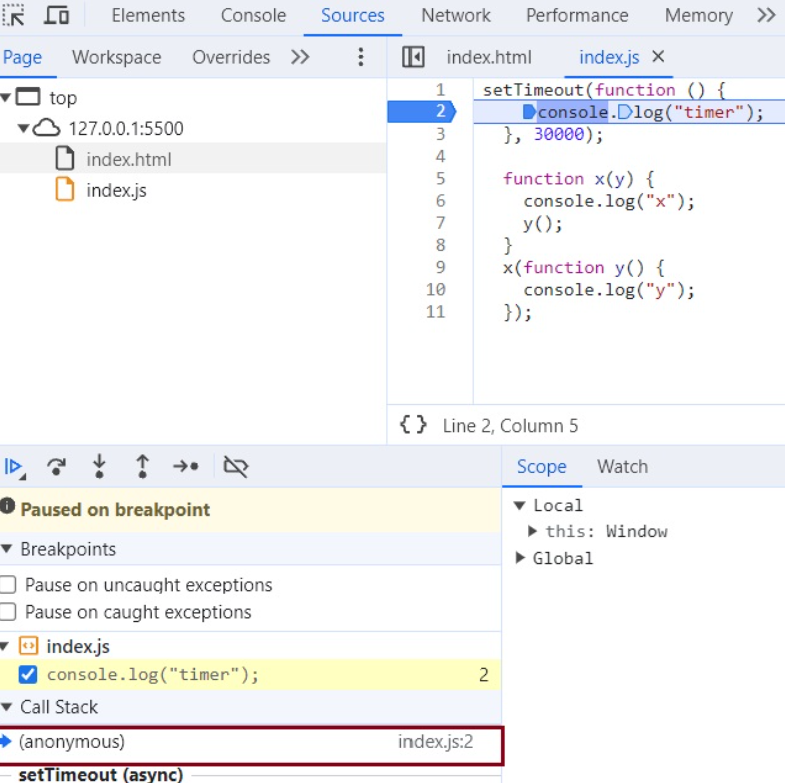 Elements Console Sources Network Performance Memory
Page Workspace Overrides index.html index.js
top
127.0.0.1:5500
index.html
index.js
1 setTimeout(function () {
2 console.log("timer");
3 }, 30000);
4
5 function x(y) {
6 console.log("x");
7 y();
8 }
9 x(function y() {
10 console.log("y");
11 });
{} Line 2, Column 5
Scope Watch
Paused on breakpoint
Breakpoints
Pause on uncaught exceptions
Pause on caught exceptions
index.js
console.log("timer"); 2
Call Stack
(anonymous) index.js:2
setTimeout (async)
Local
this: Window
Global